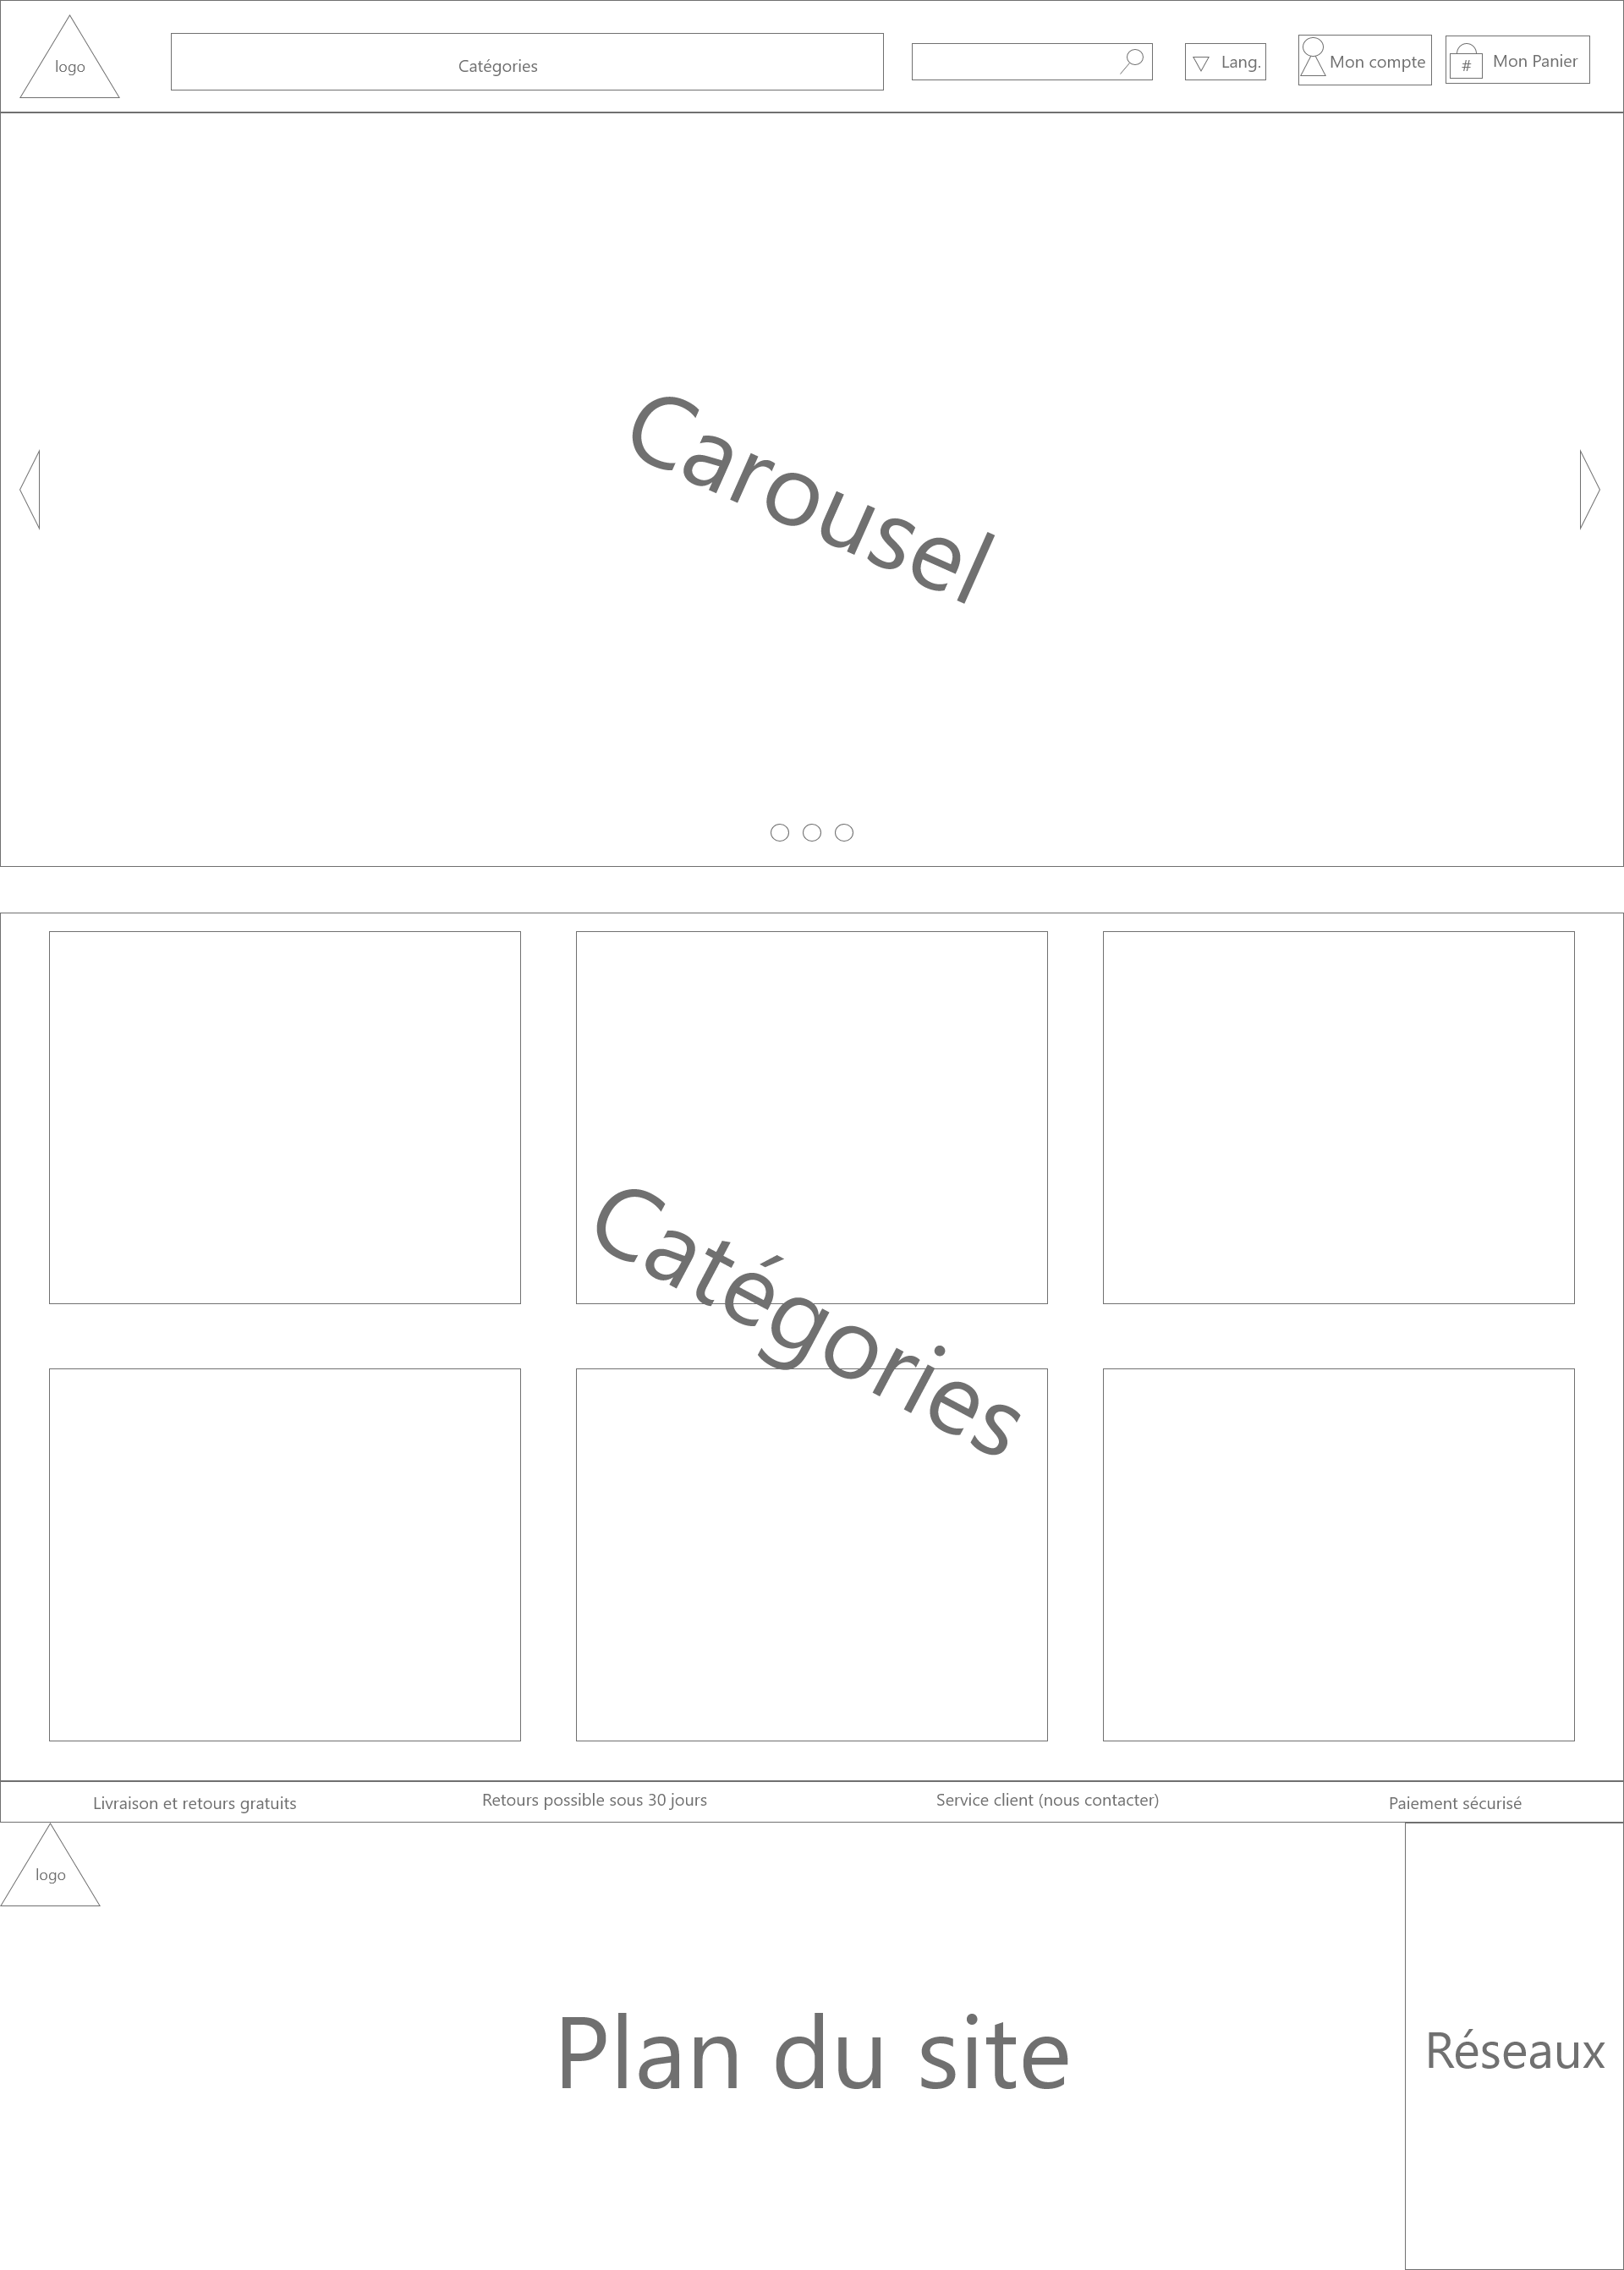 logo
Catégories
Lang.
Mon compte
#
Mon Panier
Carousel
Catégories
Livraison et retours gratuits
Retours possible sous 30 jours
Service client (nous contacter)
Paiement sécurisé
logo
Plan du site
Réseaux